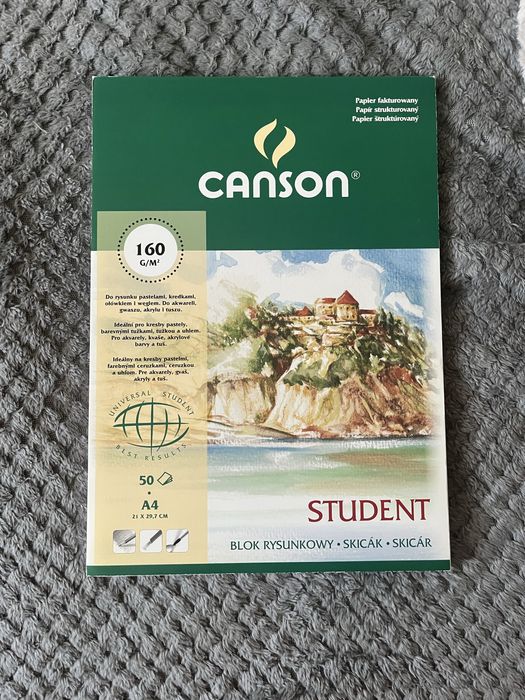 Papier fakturowany
Papír strukturovaný
Papier štruktúrovaný
CANSON®
160
G/M²
Do rysunku pastelami, kredkami,
ołówkiem i węglem. Do akwareli,
gwaszu, akrylu i tuszu.
Ideální pro kresby pastely,
barevnými tužkami, tužkou a uhlem.
Pro akvarely, kvaše, akrylové
barvy a tuš.
Ideálny na kresby pastelmi,
farebnými ceruzkami, ceruzkou
a uhlom. Pre akvarely, gvaš,
akryly a tuš.
UNIVERSAL STUDENT
BEST RESULTS
50
A4
21 X 29,7 CM
STUDENT
BLOK RYSUNKOWY • SKICÁK • SKICÁR